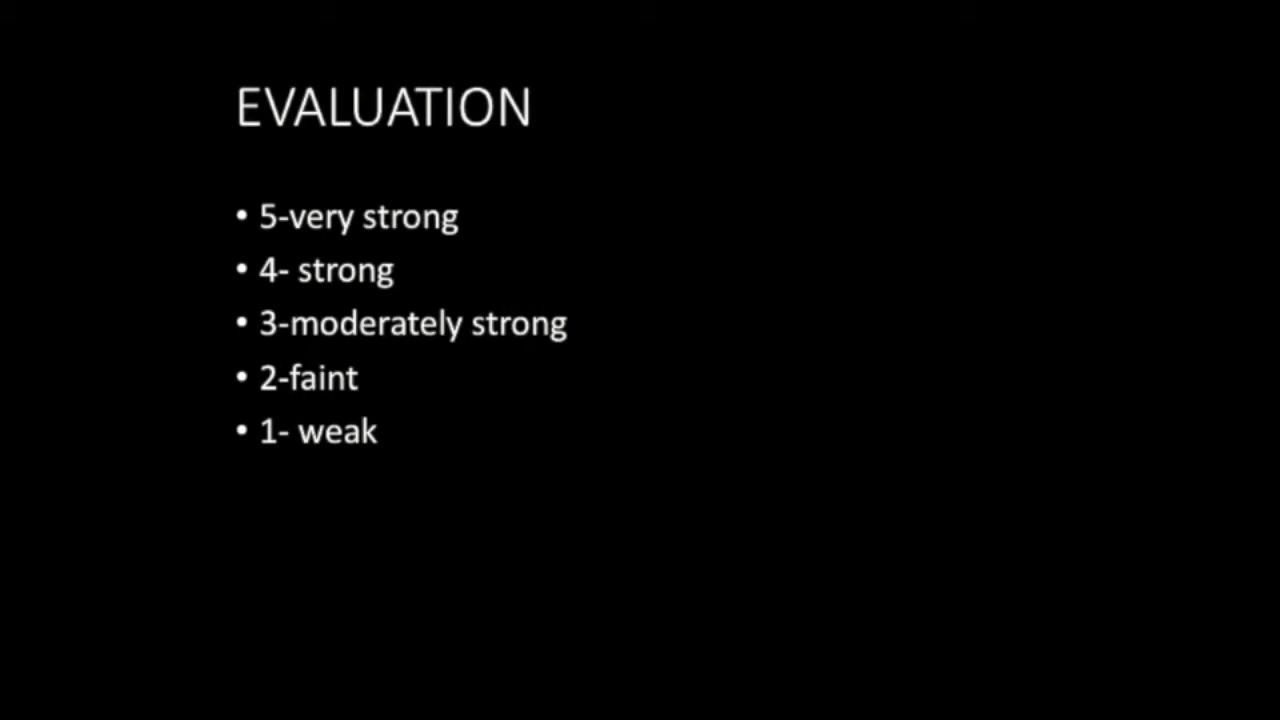 EVALUATION
• 5-very strong
• 4- strong
• 3-moderately strong
• 2-faint
• 1- weak